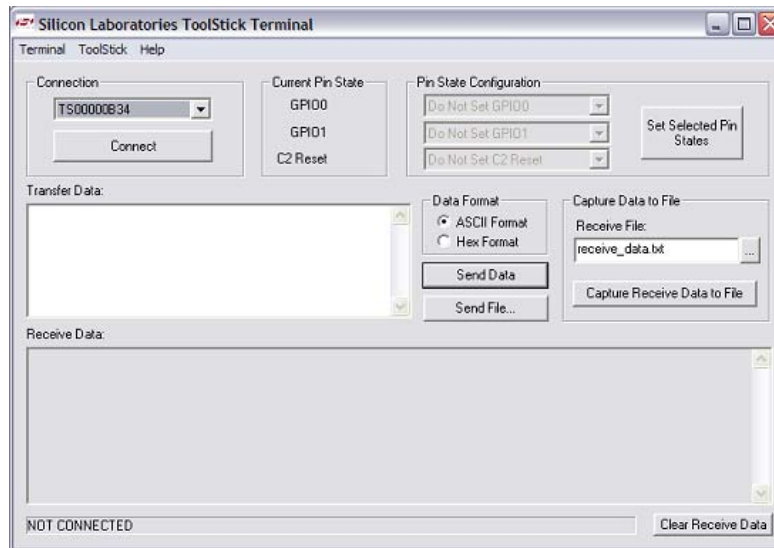 Silicon Laboratories ToolStick Terminal
Terminal ToolStick Help
Connection
TS00000B34
Connect
Current Pin State
GPIO0
GPIO1
C2 Reset
Pin State Configuration
Do Not Set GPIO0
Do Not Set GPIO1
Do Not Set C2 Reset
Set Selected Pin
States
Transfer Data:
Data Format
ASCII Format
Hex Format
Send Data
Send File...
Capture Data to File
Receive File:
receive_data.txt
...
Capture Receive Data to File
Receive Data:
NOT CONNECTED
Clear Receive Data